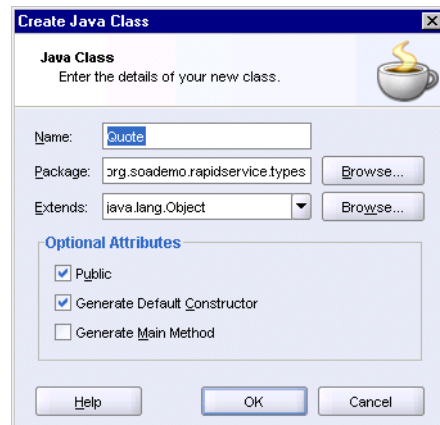 Create Java Class
Java Class
Enter the details of your new class.
Name: Quote
Package: org.soademo.rapidservice.types Browse...
Extends: java.lang.Object Browse...
Optional Attributes
Public
Generate Default Constructor
Generate Main Method
Help OK Cancel